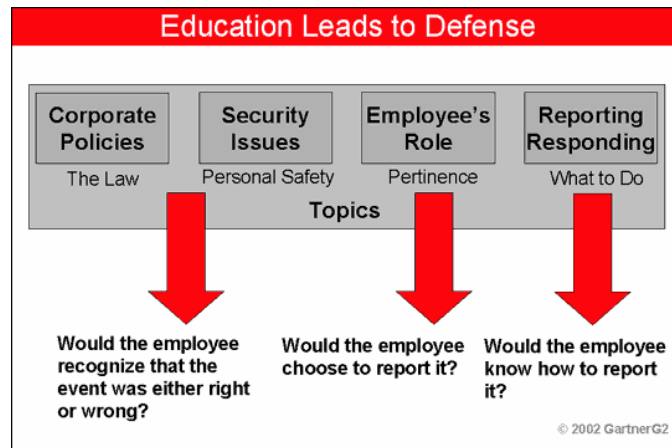 Education Leads to Defense
Corporate
Policies
Security
Issues
Employee's
Role
Reporting
Responding
The Law
Personal Safety
Pertinence
What to Do
Topics
Would the employee
recognize that the
event was either right
or wrong?
Would the employee
choose to report it?
Would the employee
know how to report
it?
© 2002 GartnerG2